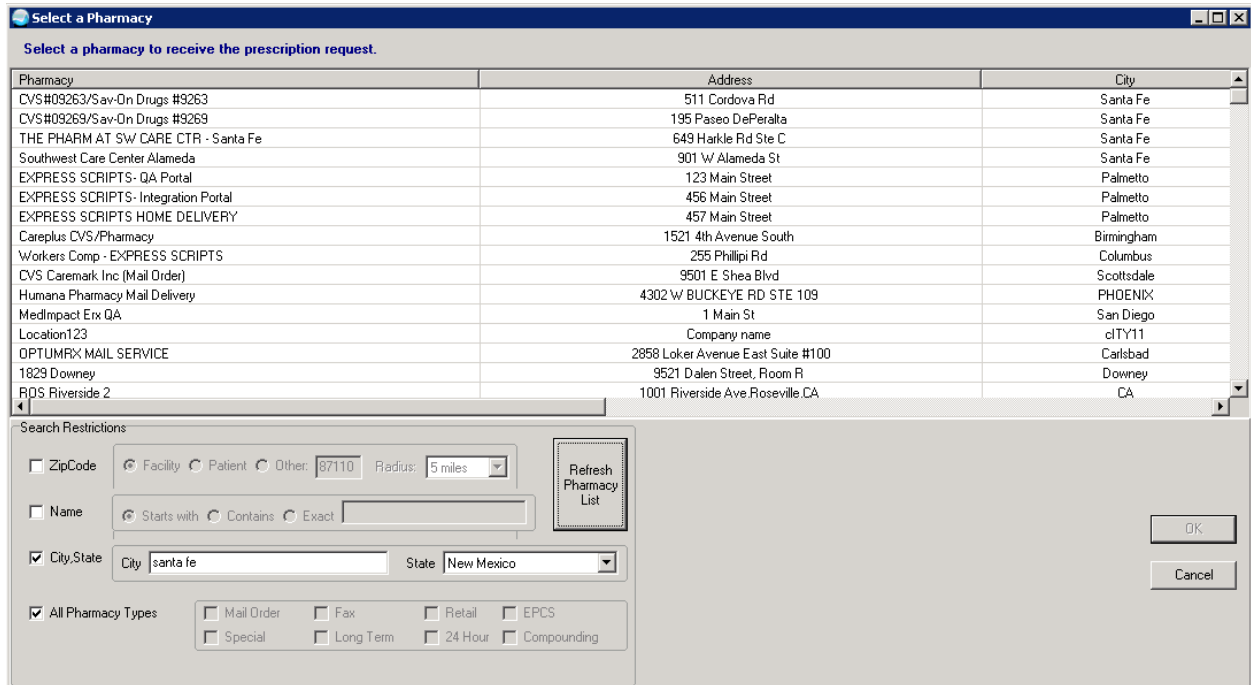 Select a Pharmacy
Select a pharmacy to receive the prescription request.
Pharmacy Address City
CVS#09263/Sav-On Drugs #9263 511 Cordova Rd Santa Fe
CVS#09269/Sav-On Drugs #9269 195 Paseo DePeralta Santa Fe
THE PHARM AT SW CARE CTR - Santa Fe 649 Harkle Rd Ste C Santa Fe
Southwest Care Center Alameda 901 W Alameda St Santa Fe
EXPRESS SCRIPTS- QA Portal 123 Main Street Palmetto
EXPRESS SCRIPTS- Integration Portal 456 Main Street Palmetto
EXPRESS SCRIPTS HOME DELIVERY 457 Main Street Palmetto
Careplus CVS/Pharmacy 1521 4th Avenue South Birmingham
Workers Comp - EXPRESS SCRIPTS 255 Phillipi Rd Columbus
CVS Caremark Inc (Mail Order) 9501 E Shea Blvd Scottsdale
Humana Pharmacy Mail Delivery 4302 W BUCKEYE RD STE 109 PHOENIX
MedImpact Erx QA 1 Main St San Diego
Location123 Company name cITY11
OPTUMRX MAIL SERVICE 2858 Loker Avenue East Suite #100 Carlsbad
1829 Downey 9521 Dalen Street, Room R Downey
ROS Riverside 2 1001 Riverside Ave.Roseville.CA CA
Search Restrictions
ZipCode Facility Patient Other: 87110 Radius: 5 miles
Refresh
Pharmacy
List
Name Starts with Contains Exact
OK
City,State City santa fe State New Mexico
Cancel
All Pharmacy Types Mail Order Fax Retail EPCS
Special Long Term 24 Hour Compounding